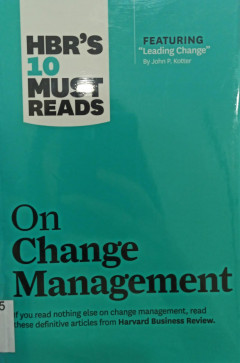 HBR'S
10
MUST
READS
FEATURING
"Leading Change"
By John P. Kotter
On
Change
Management
If you read nothing else on change management, read
these definitive articles from Harvard Business Review.
5